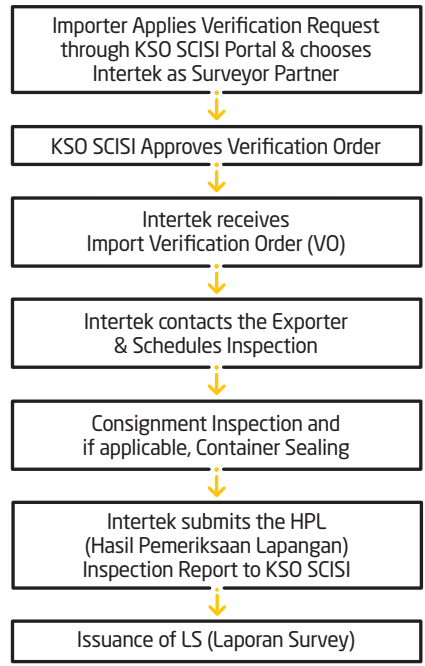 Importer Applies Verification Request
through KSO SCISI Portal & chooses
Intertek as Surveyor Partner
KSO SCISI Approves Verification Order
Intertek receives
Import Verification Order (VO)
Intertek contacts the Exporter
& Schedules Inspection
Consignment Inspection and
if applicable, Container Sealing
Intertek submits the HPL
(Hasil Pemeriksaan Lapangan)
Inspection Report to KSO SCISI
Issuance of LS (Laporan Survey)